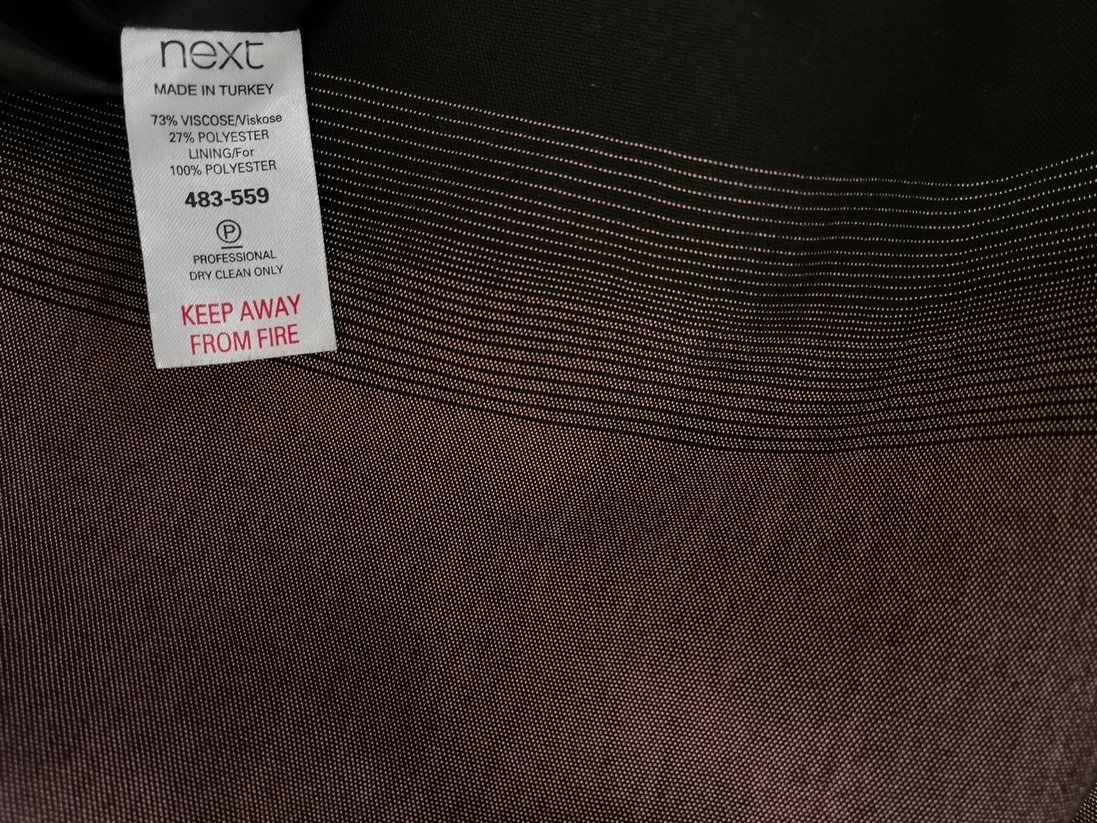 next
MADE IN TURKEY
73% VISCOSE/Viskose
27% POLYESTER
LINING/For
100% POLYESTER
483-559
P
PROFESSIONAL
DRY CLEAN ONLY
KEEP AWAY
FROM FIRE